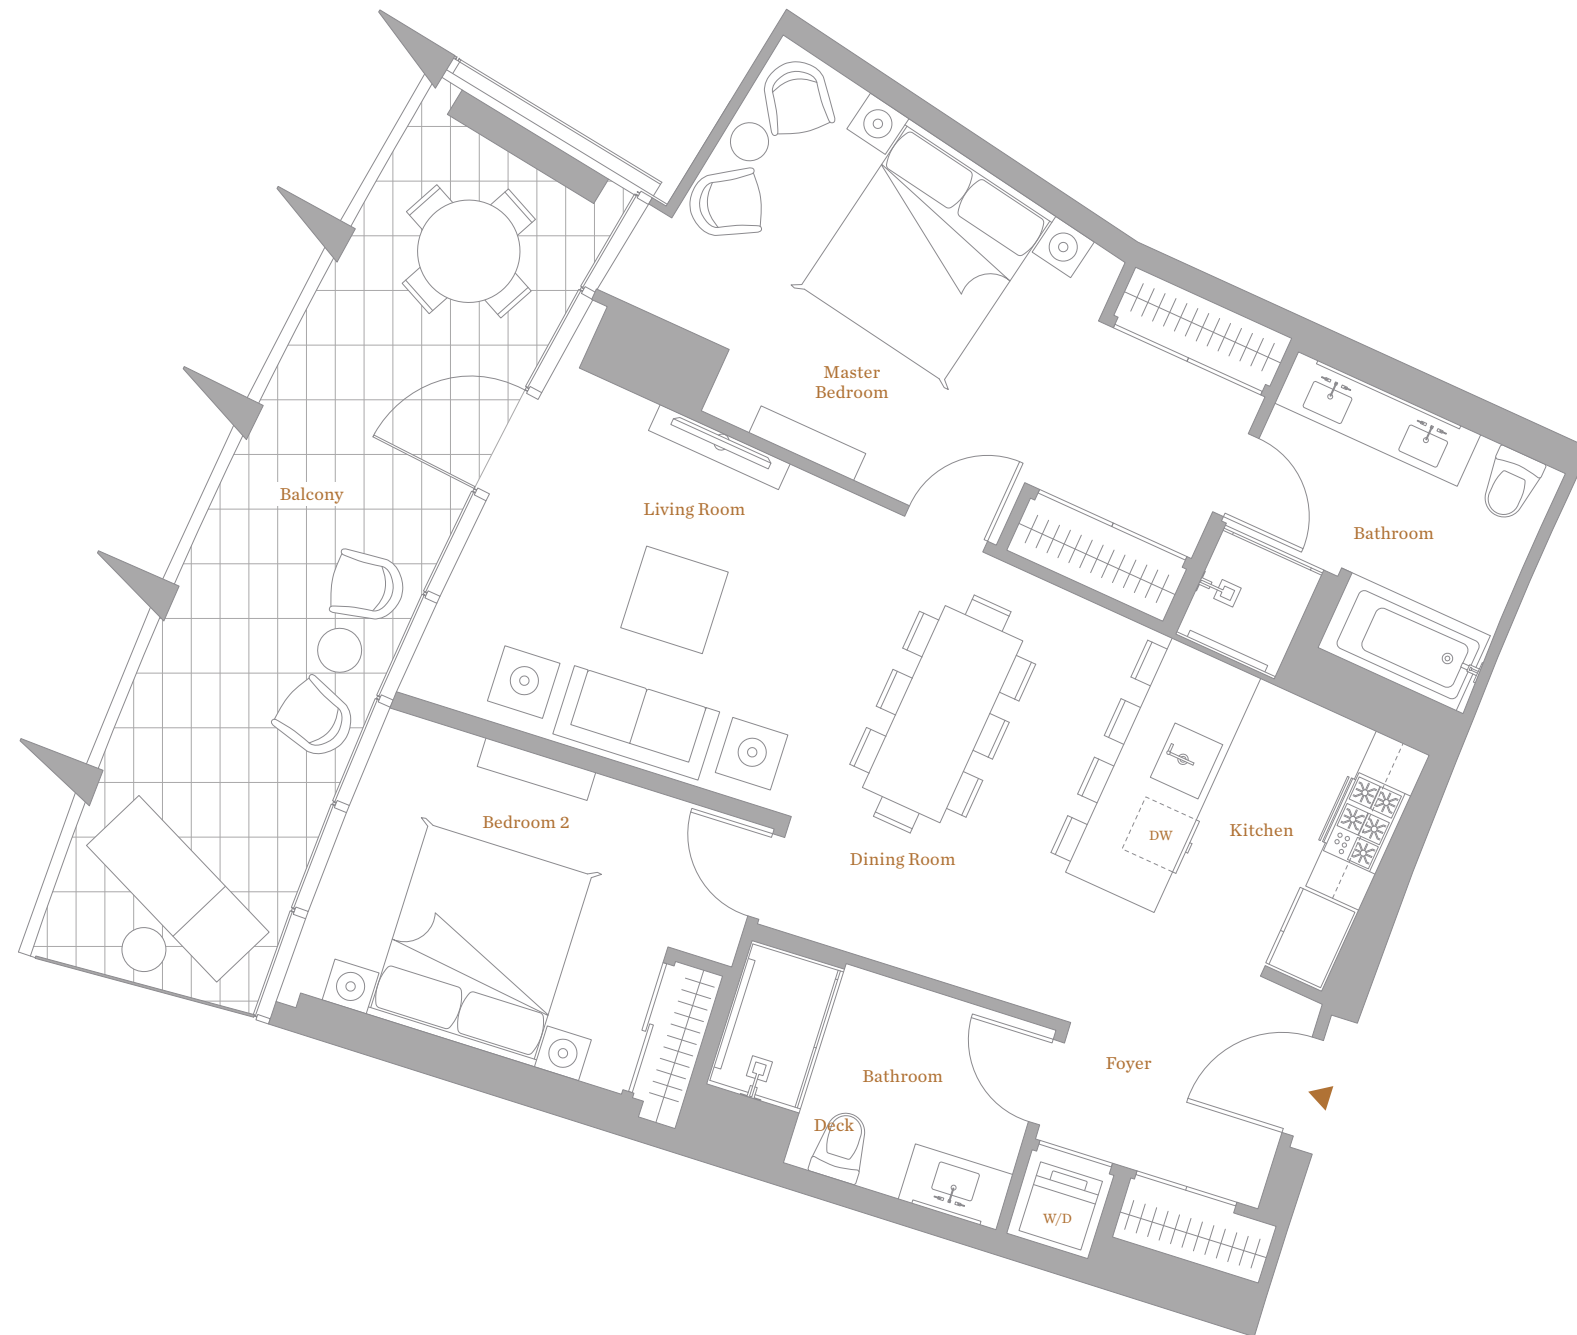 Master
Bedroom
Balcony
Living Room
Bathroom
Bedroom 2
Kitchen
DW
Dining Room
Foyer
Bathroom
Deck
W/D